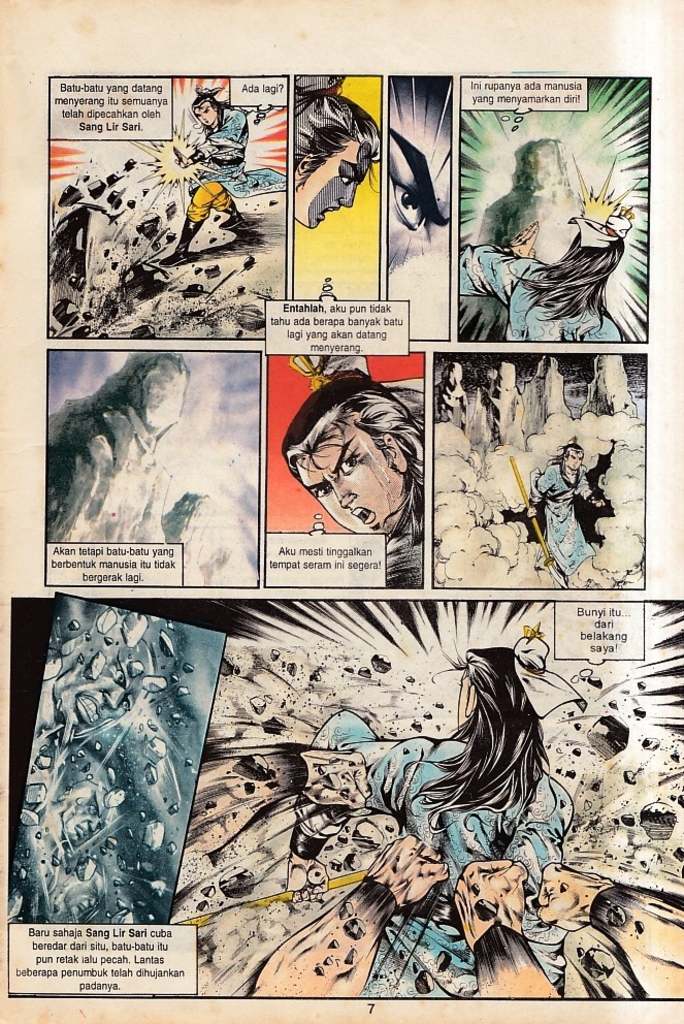 Batu-batu yang datang
menyerang itu semuanya
telah dipecahkan oleh
Sang Lir Sari.
Ada lagi?
Entahlah, aku pun tidak
tahu ada berapa banyak batu
lagi yang akan datang
menyerang.
Ini rupanya ada manusia
yang menyamarkan diri!
Akan tetapi batu-batu yang
berbentuk manusia itu tidak
bergerak lagi.
Aku mesti tinggalkan
tempat seram ini segera!
Bunyi itu...
dari
belakang
saya!
Baru sahaja Sang Lir Sari cuba
beredar dari situ, batu-batu itu
pun retak ialu pecah. Lantas
beberapa penumbuk telah dihujankan
padanya.
7